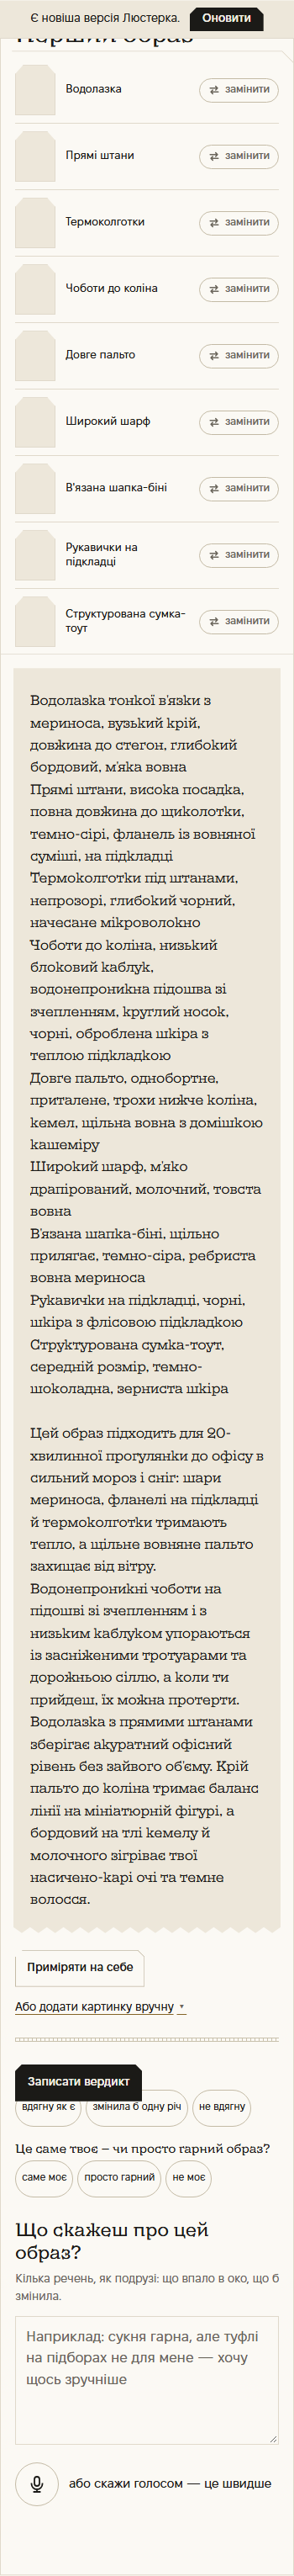 Є новіша версія Люстерка. Оновити
Перший образ
Водолазка
замінити
Прямі штани
замінити
Термоколготки
замінити
Чоботи до коліна
замінити
Довге пальто
замінити
Широкий шарф
замінити
В'язана шапка-біні
замінити
Рукавички на
підкладці
замінити
Структурована сумка-
тоут
замінити
Водолазка тонкої в'язки з
мериноса, вузький крій,
довжина до стегон, глибокий
бордовий, м'яка вовна
Прямі штани, висока посадка,
повна довжина до щиколотки,
темно-сірі, фланель із вовняної
суміші, на підкладці
Термоколготки під штанами,
непрозорі, глибокий чорний,
начесане мікроволокно
Чоботи до коліна, низький
блоковий каблук,
водонепроникна підошва зі
зчепленням, круглий носок,
чорні, оброблена шкіра з
теплою підкладкою
Довге пальто, однобортне,
приталене, трохи нижче коліна,
кемел, щільна вовна з домішкою
кашеміру
Широкий шарф, м'яко
драпірований, молочний, товста
вовна
В'язана шапка-біні, щільно
прилягає, темно-сіра, ребриста
вовна мериноса
Рукавички на підкладці, чорні,
шкіра з флісовою підкладкою
Структурована сумка-тоут,
середній розмір, темно-
шоколадна, зерниста шкіра
Цей образ підходить для 20-
хвилинної прогулянки до офісу в
сильний мороз і сніг: шари
мериноса, фланелі на підкладці
й термоколготки тримають
тепло, а щільне вовняне пальто
захищає від вітру.
Водонепроникні чоботи на
підошві зі зчепленням і з
низьким каблуком упораються
із засніженими тротуарами та
дорожньою сіллю, а коли ти
прийдеш, їх можна протерти.
Водолазка з прямими штанами
зберігає акуратний офісний
рівень без зайвого об'єму. Крій
пальто до коліна тримає баланс
лінії на мініатюрній фігурі, а
бордовий на тлі кемелу й
молочного зігріває твої
насичено-карі очі та темне
волосся.
Приміряти на себе
Або додати картинку вручну
Записати вердикт
вдягну як є змінила б одну річ не вдягну
Це саме твоє — чи просто гарний образ?
саме моє просто гарний не моє
Що скажеш про цей
образ?
Кілька речень, як подрузі: що впало в око, що б
змінила.
Наприклад: сукня гарна, але туфлі
на підборах не для мене — хочу
щось зручніше
або скажи голосом — це швидше